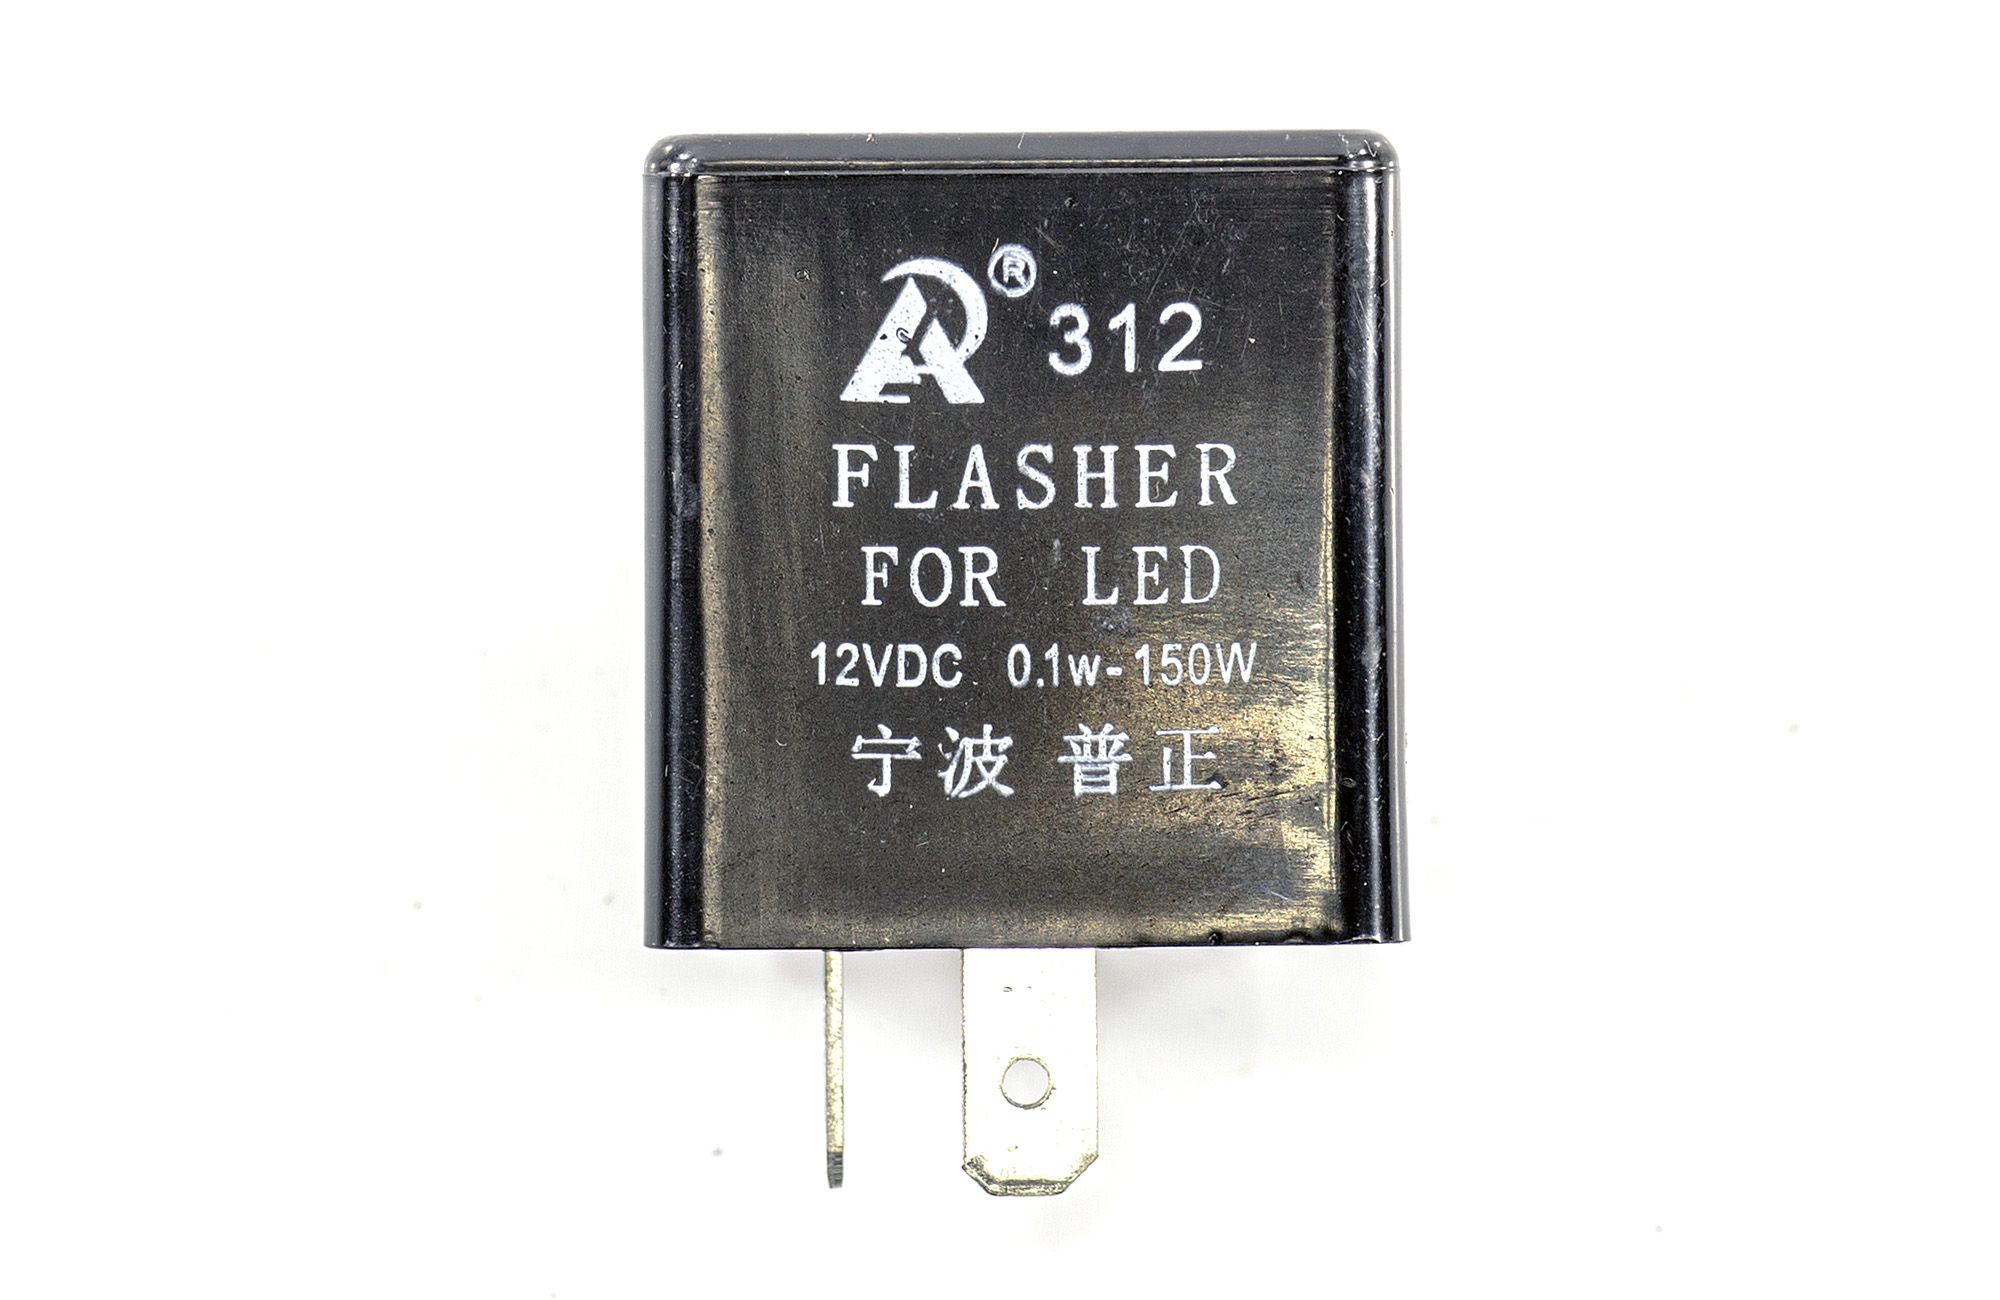 ® 312
FLASHER
FOR LED
12VDC 0.1w-150W
宁波 普正